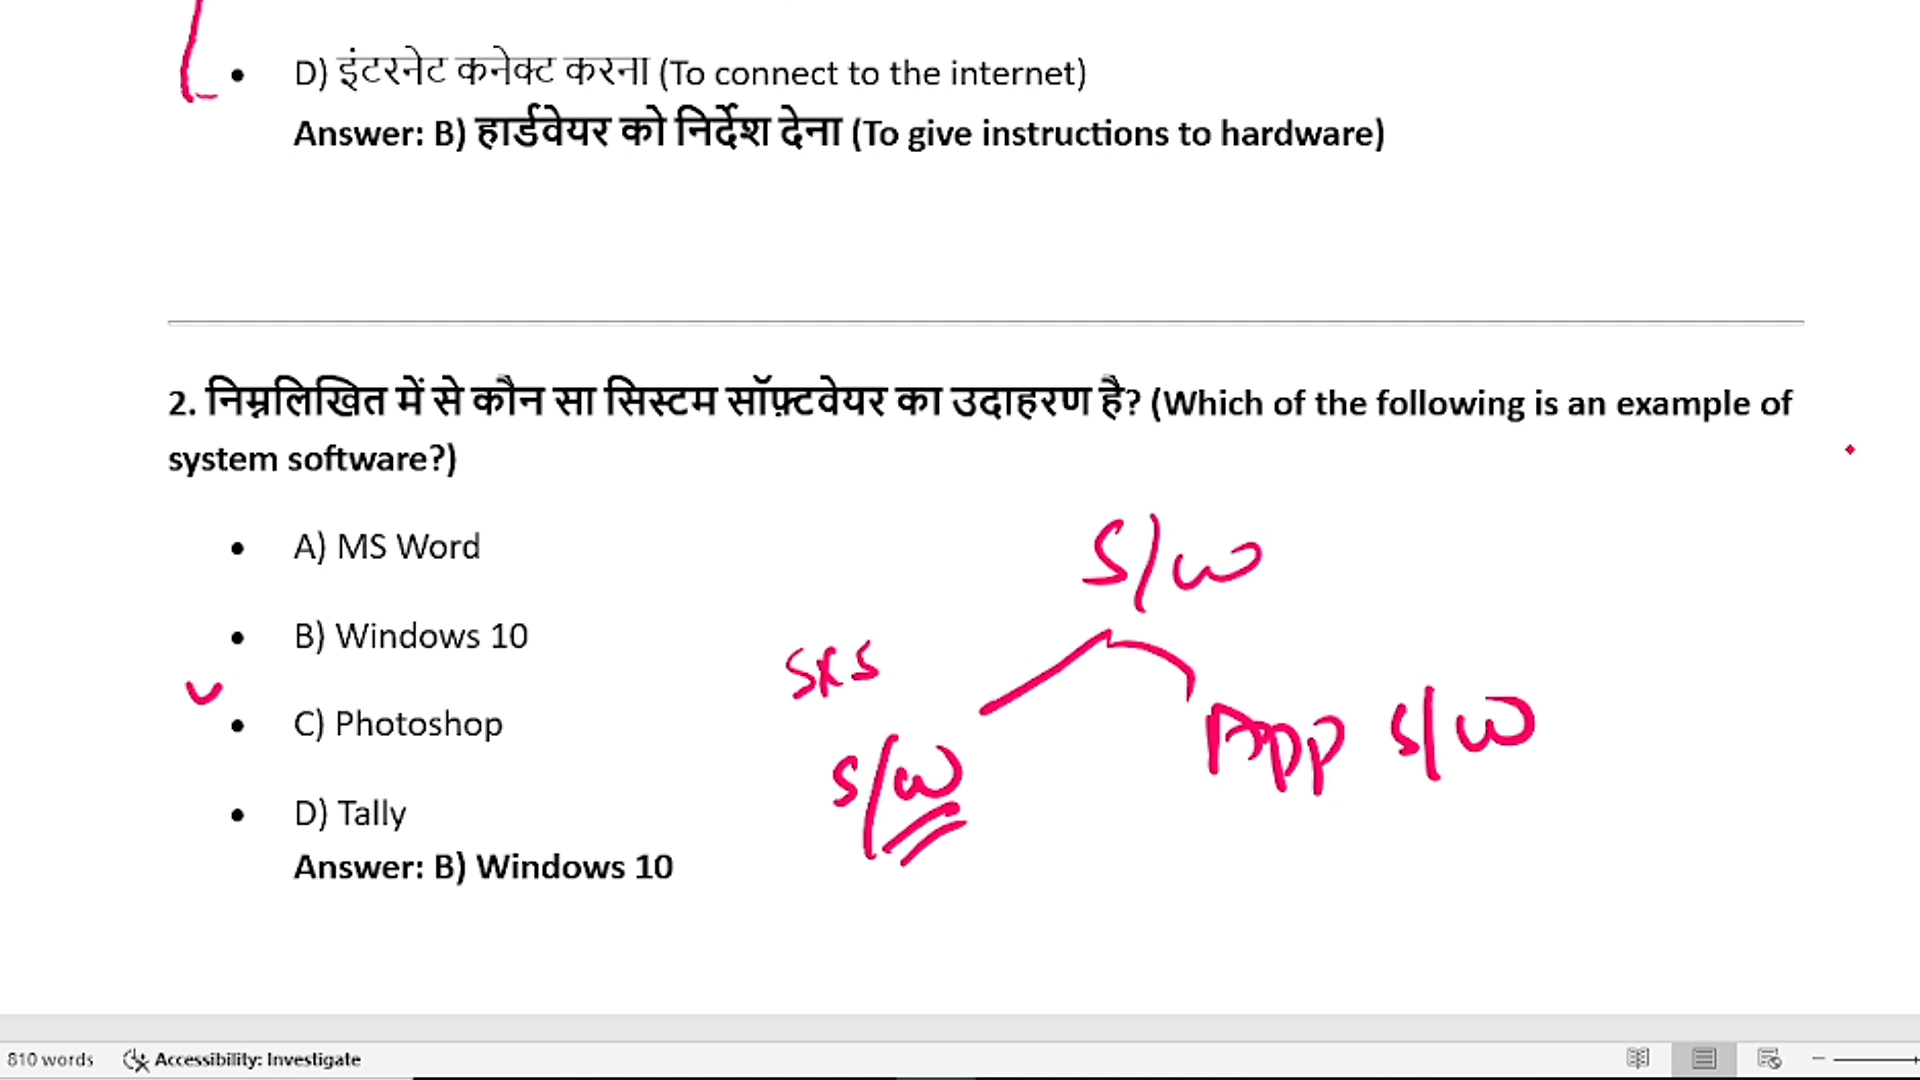 • D) इंटरनेट कनेक्ट करना (To connect to the internet)
Answer: B) हार्डवेयर को निर्देश देना (To give instructions to hardware)
2. निम्नलिखित में से कौन सा सिस्टम सॉफ़्टवेयर का उदाहरण है? (Which of the following is an example of
system software?)
• A) MS Word
• B) Windows 10
• C) Photoshop
• D) Tally
Answer: B) Windows 10
S/W
SYS
S/W
App S/W
810 words Accessibility: Investigate